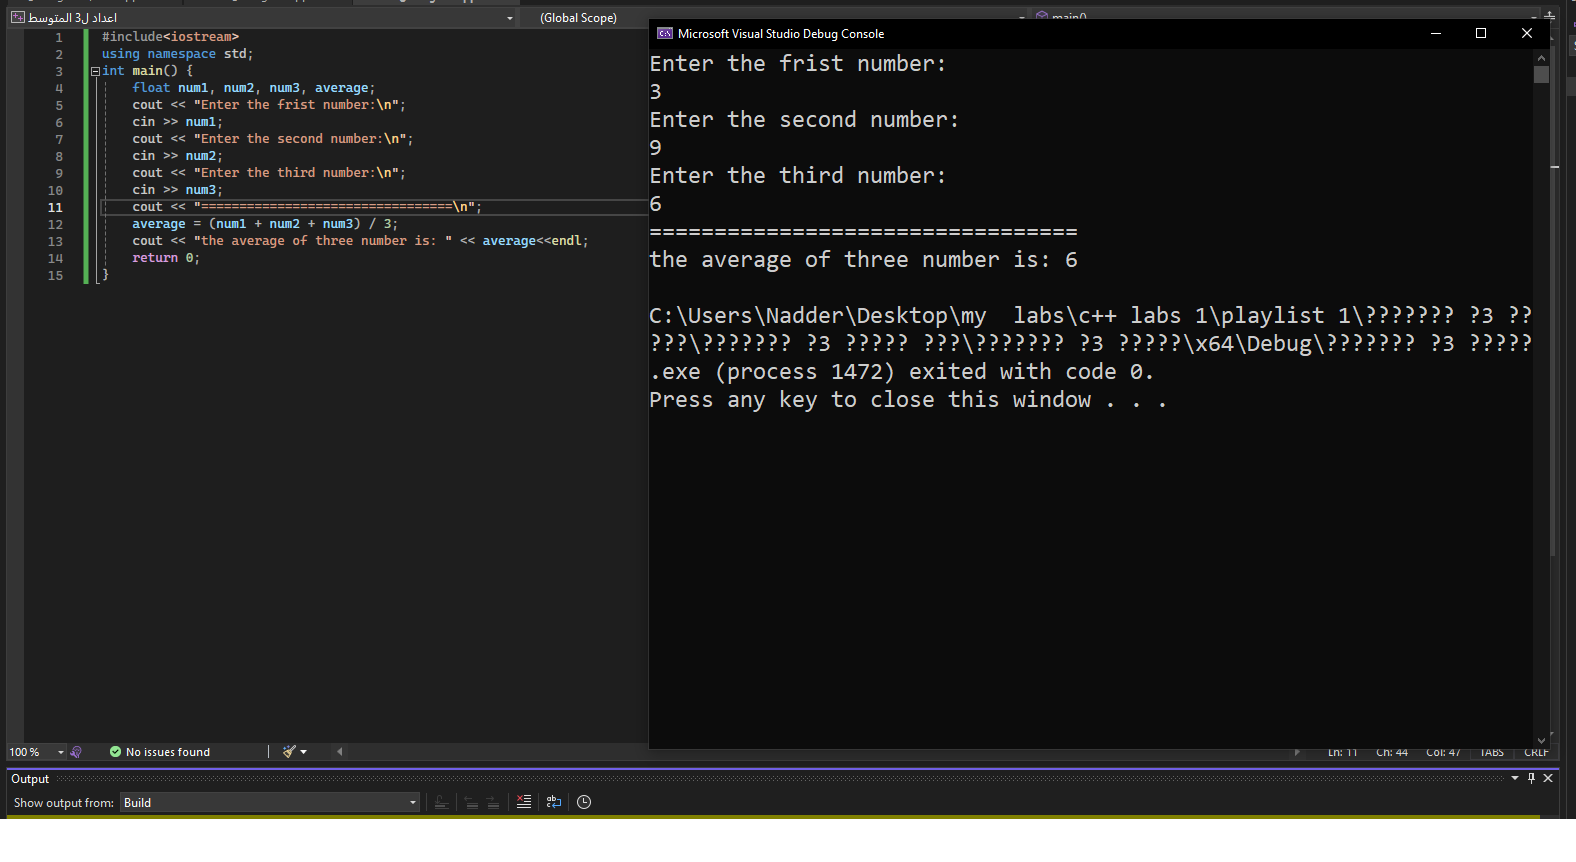 المتوسط ل3 اعداد
(Global Scope)
main()
1 #include<iostream>
2 using namespace std;
3 int main() {
4 float num1, num2, num3, average;
5 cout << "Enter the frist number:\n";
6 cin >> num1;
7 cout << "Enter the second number:\n";
8 cin >> num2;
9 cout << "Enter the third number:\n";
10 cin >> num3;
11 cout << "=================================\n";
12 average = (num1 + num2 + num3) / 3;
13 cout << "the average of three number is: " << average<<endl;
14 return 0;
15 }
Microsoft Visual Studio Debug Console
Enter the frist number:
3
Enter the second number:
9
Enter the third number:
6
=================================
the average of three number is: 6
C:\Users\Nadder\Desktop\my  labs\c++ labs 1\playlist 1\??????? ?3 ??
???\??????? ?3 ????? ???\??????? ?3 ?????\x64\Debug\??????? ?3 ?????
.exe (process 1472) exited with code 0.
Press any key to close this window . . .
100 %
No issues found
Ln: 11 Ch: 44 Col: 47 TABS CRLF
Output
Show output from: Build